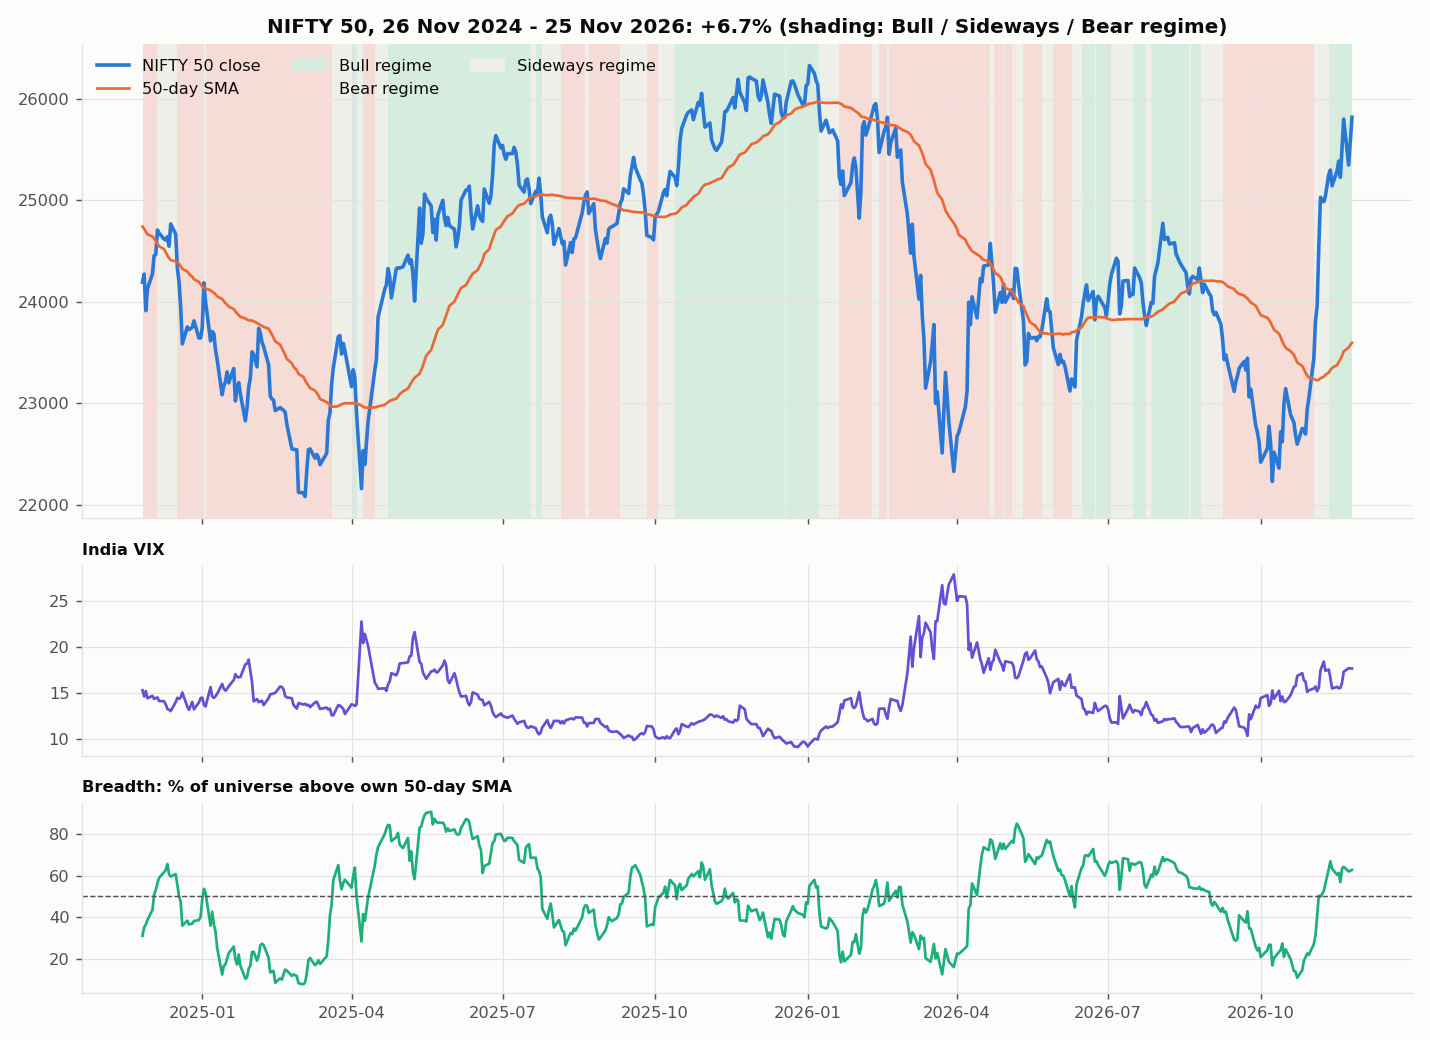 NIFTY 50, 26 Nov 2024 - 25 Nov 2026: +6.7% (shading: Bull / Sideways / Bear regime)
NIFTY 50 close
50-day SMA
Bull regime
Bear regime
Sideways regime
26000
25000
24000
23000
22000
India VIX
25
20
15
10
Breadth: % of universe above own 50-day SMA
80
60
40
20
2025-01 2025-04 2025-07 2025-10 2026-01 2026-04 2026-07 2026-10